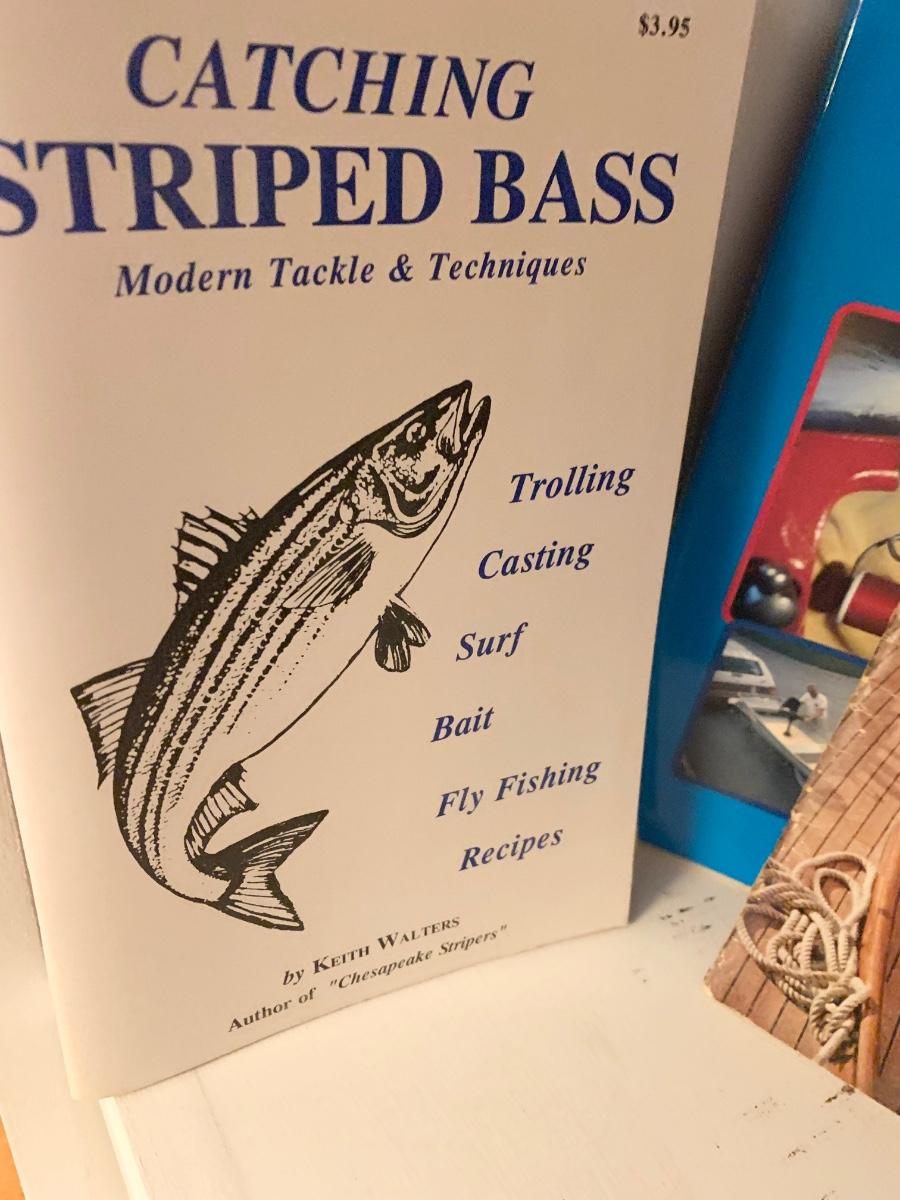 $3.95
CATCHING
STRIPED BASS
Modern Tackle & Techniques
Trolling
Casting
Surf
Bait
Fly Fishing
Recipes
by KEITH WALTERS
Author of "Chesapeake Stripers"